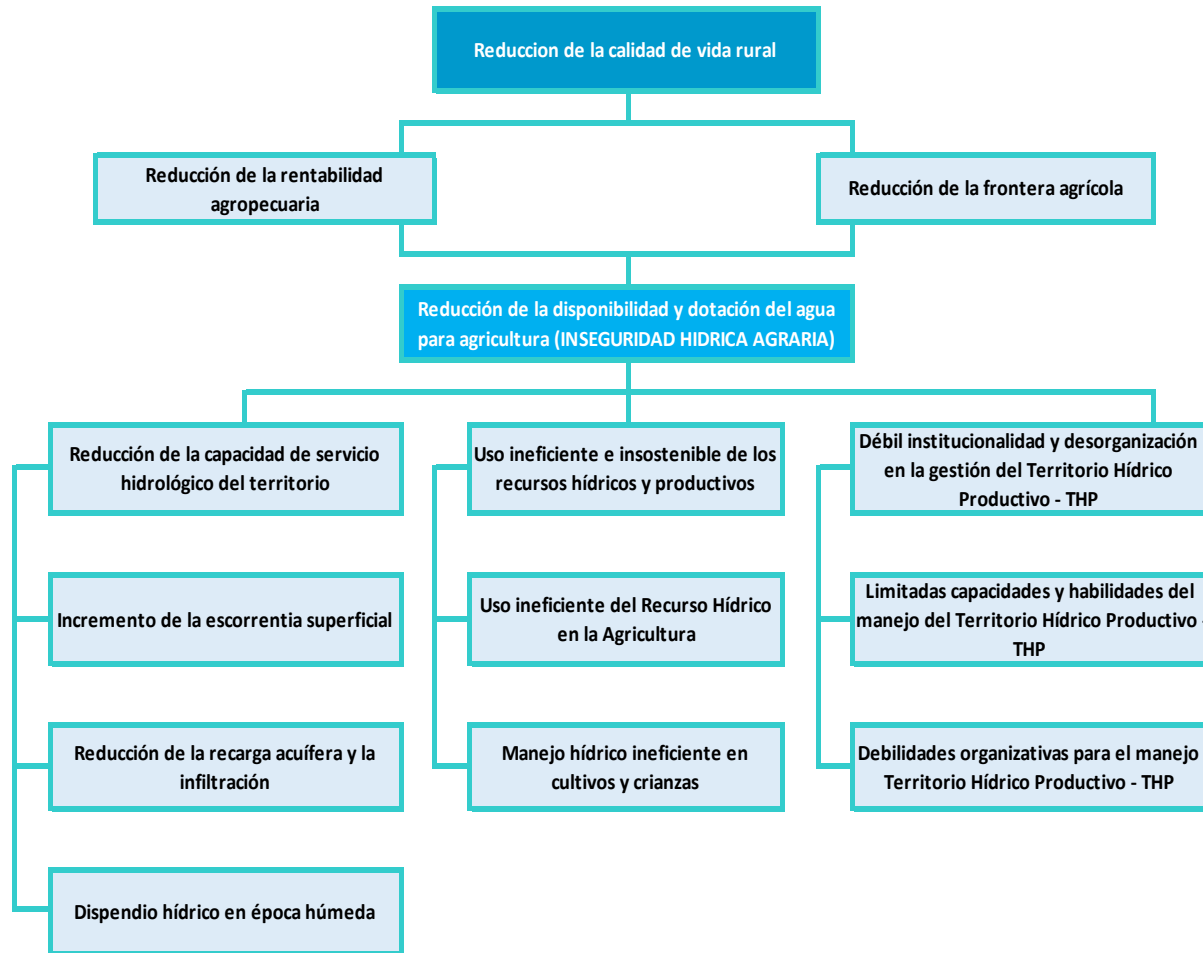 Reduccion de la calidad de vida rural
Reducción de la rentabilidad
agropecuaria
Reducción de la frontera agrícola
Reducción de la disponibilidad y dotación del agua
para agricultura (INSEGURIDAD HIDRICA AGRARIA)
Reducción de la capacidad de servicio
hidrológico del territorio
Incremento de la escorrentia superficial
Reducción de la recarga acuífera y la
infiltración
Dispendio hídrico en época húmeda
Uso ineficiente e insostenible de los
recursos hídricos y productivos
Uso ineficiente del Recurso Hídrico
en la Agricultura
Manejo hídrico ineficiente en
cultivos y crianzas
Débil institucionalidad y desorganización
en la gestión del Territorio Hídrico
Productivo - THP
Limitadas capacidades y habilidades del
manejo del Territorio Hídrico Productivo -
THP
Debilidades organizativas para el manejo
Territorio Hídrico Productivo - THP